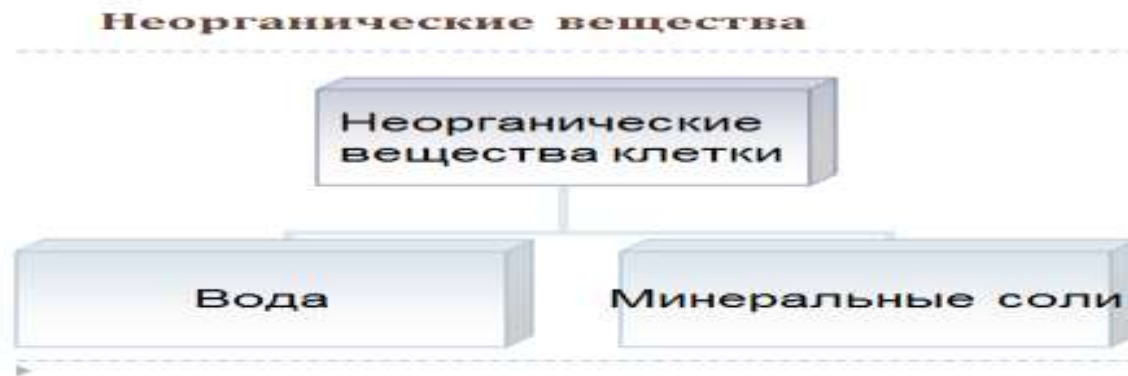 Неорганические вещества
Неорганические
вещества клетки
Вода
Минеральные соли